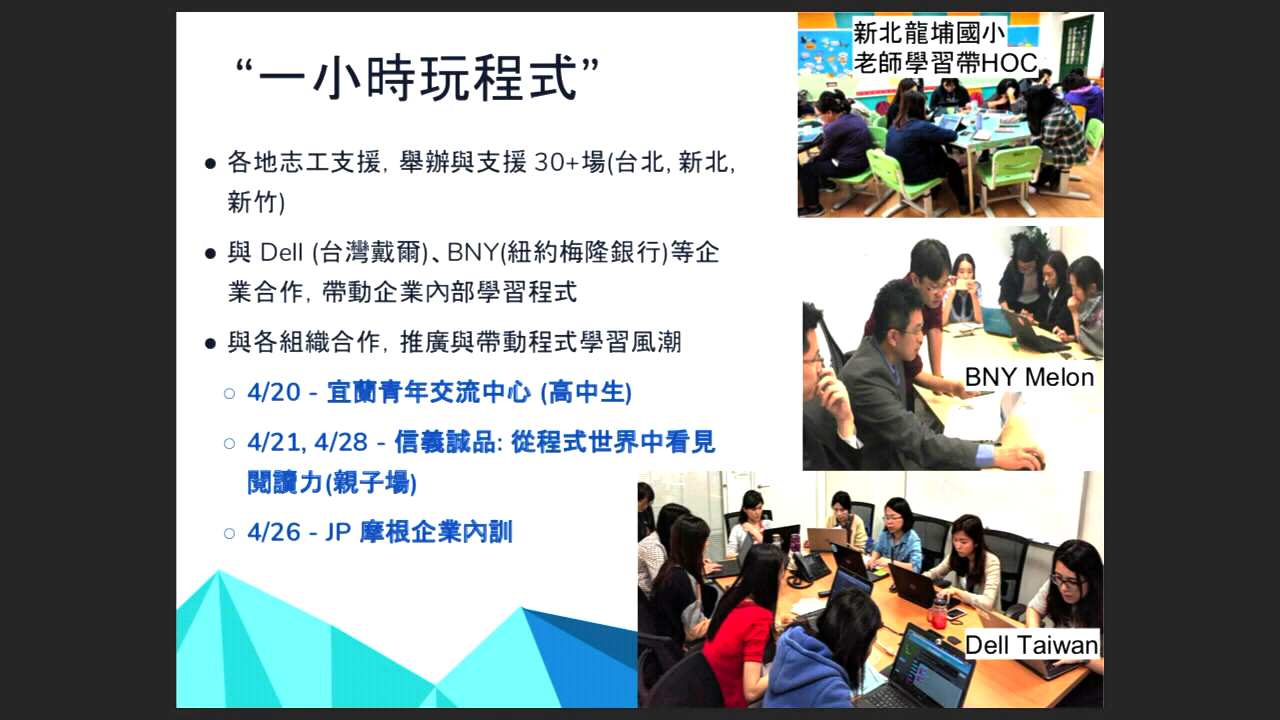 “一小時玩程式”
● 各地志工支援, 舉辦與支援 30+場(台北, 新北,
新竹)
● 與 Dell (台灣戴爾)、BNY(紐約梅隆銀行)等企
業合作, 帶動企業內部學習程式
● 與各組織合作, 推廣與帶動程式學習風潮
○ 4/20 - 宜蘭青年交流中心 (高中生)
○ 4/21, 4/28 - 信義誠品: 從程式世界中看見
閱讀力(親子場)
○ 4/26 - JP 摩根企業內訓
新北龍埔國小
老師學習帶HOC
BNY Melon
Dell Taiwan